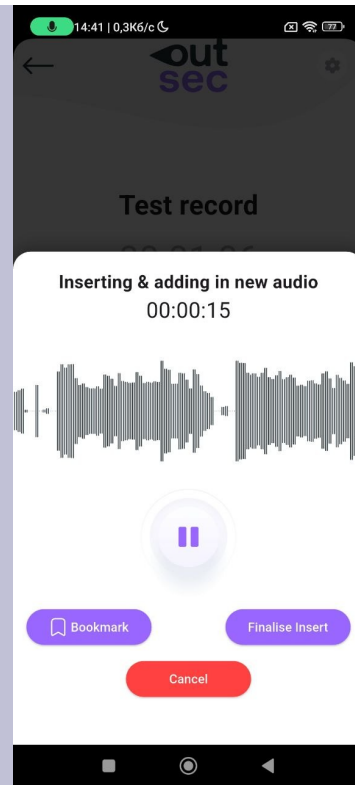 14:41 | 0,3Кб/с
77
out
sec
Test record
Inserting & adding in new audio
00:00:15
Bookmark
Finalise Insert
Cancel